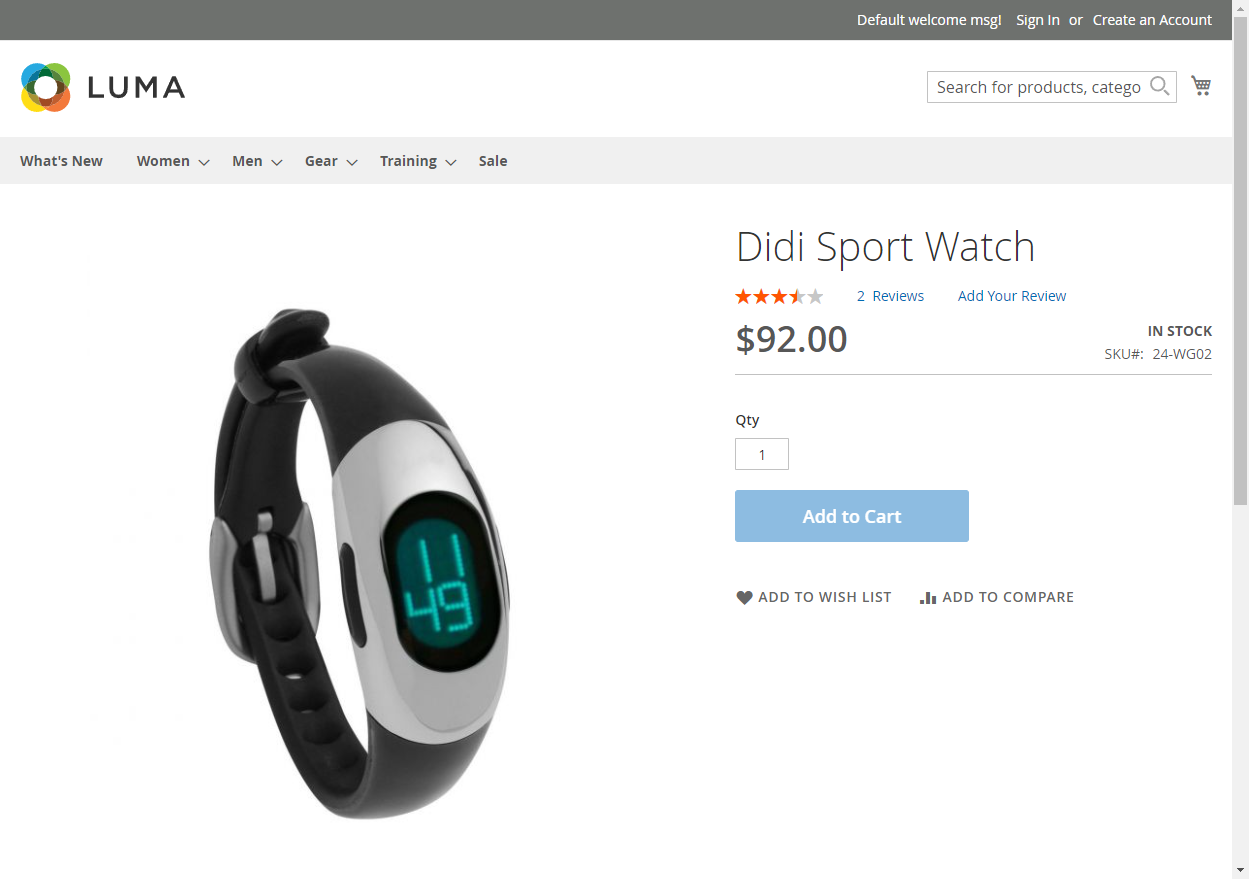 Default welcome msg! Sign In or Create an Account
LUMA
Search for products, catego
What's New Women Men Gear Training Sale
Didi Sport Watch
2 Reviews Add Your Review
$92.00
IN STOCK
SKU#: 24-WG02
Qty
1
Add to Cart
ADD TO WISH LIST ADD TO COMPARE
11
49